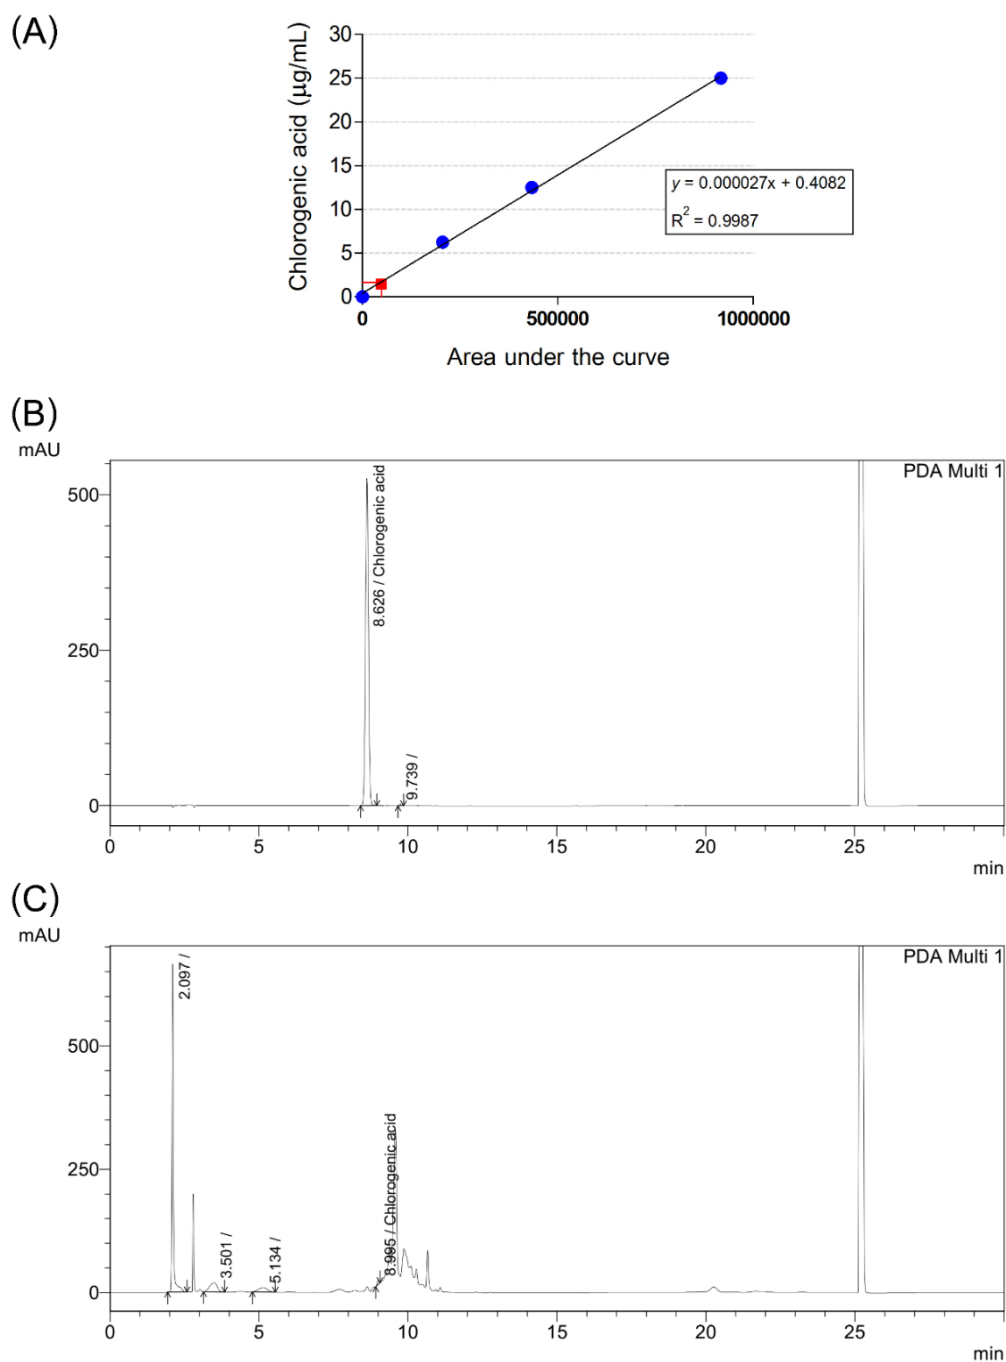 (A)
Chlorogenic acid (μg/mL)
30
25
20
15
10
5
0
y = 0.000027x + 0.4082
R² = 0.9987
0 500000 1000000
Area under the curve
(B)
mAU
PDA Multi 1
500
250
0
8.626 / Chlorogenic acid
9.739 /
0 5 10 15 20 25
min
(C)
mAU
PDA Multi 1
500
250
0
2.097 /
3.501 /
5.134 /
8.995 / Chlorogenic acid
0 5 10 15 20 25
min